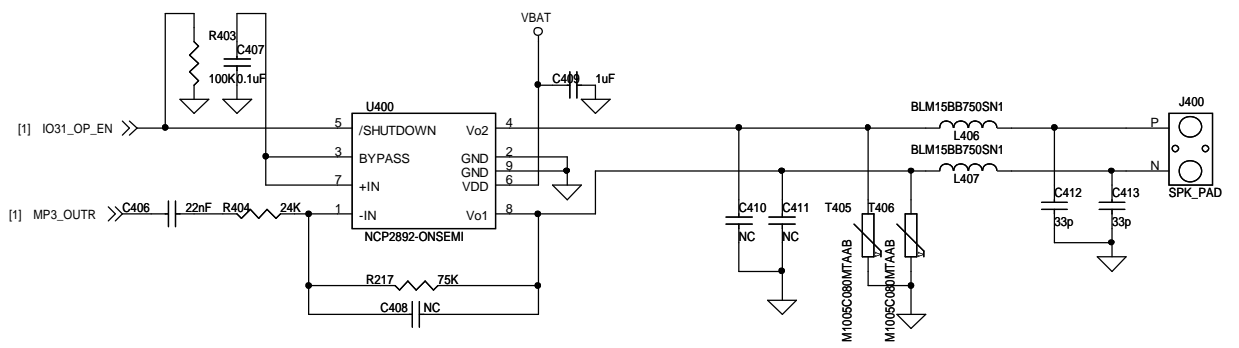 VBAT
R403
C407
100K
0.1uF
C409
1uF
U400
[1] IO31_OP_EN
5
/SHUTDOWN
Vo2
4
3
BYPASS
GND
2
GND
9
7
+IN
VDD
6
[1] MP3_OUTR
C406
22nF
R404
24K
1
-IN
Vo1
8
NCP2892-ONSEMI
R217
75K
C408
NC
BLM15BB750SN1
L406
BLM15BB750SN1
L407
J400
P
N
SPK_PAD
C410
NC
C411
NC
T405
M1005C080MTAAB
T406
M1005C080MTAAB
C412
33p
C413
33p